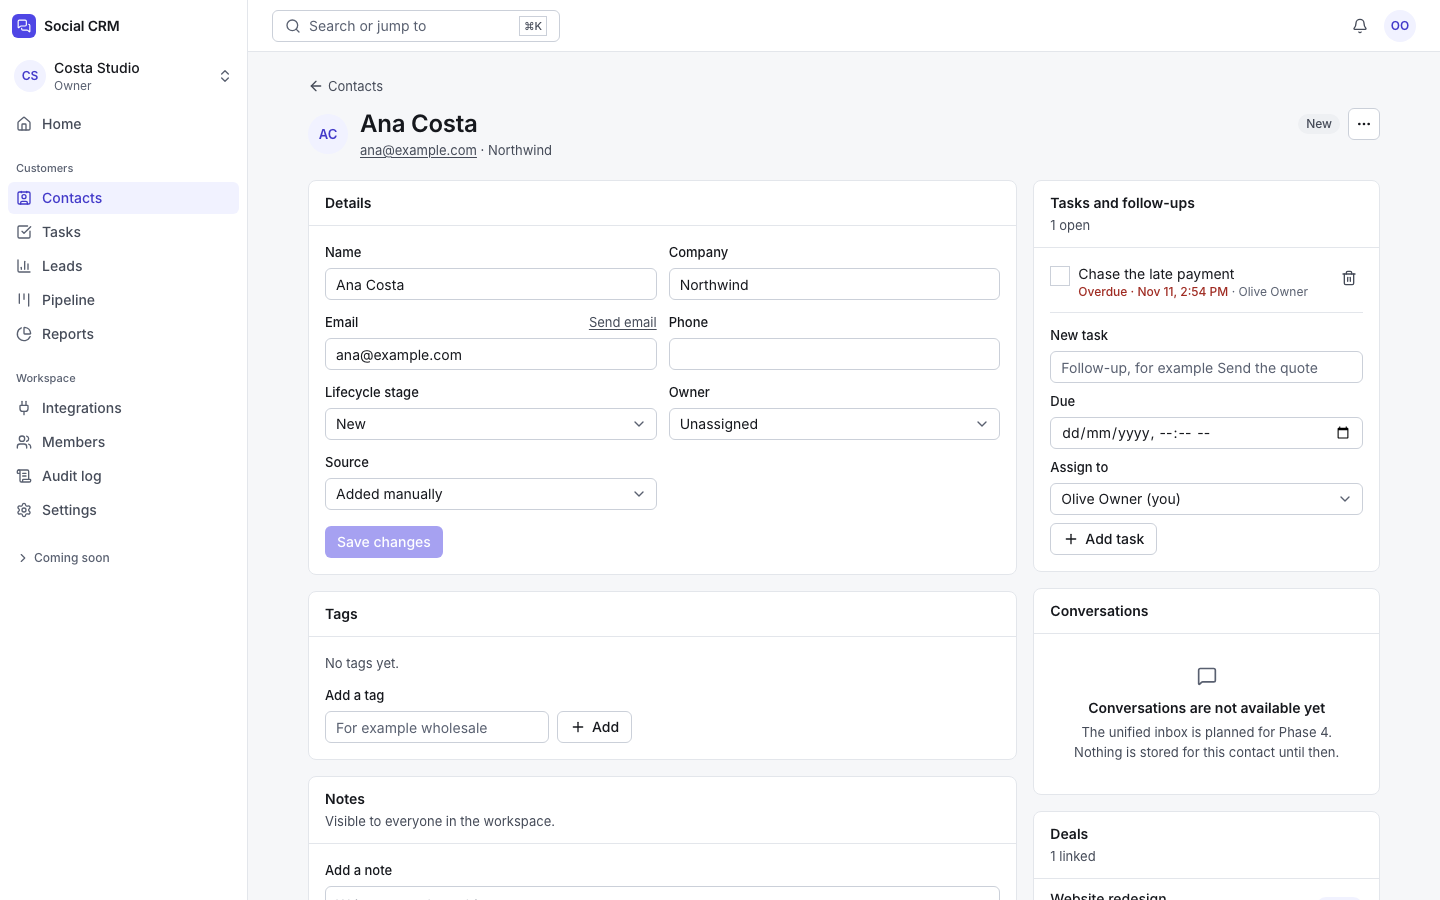 Social CRM
Search or jump to
⌘K
OO
CS
Costa Studio
Owner
Home
Customers
Contacts
Tasks
Leads
Pipeline
Reports
Workspace
Integrations
Members
Audit log
Settings
Coming soon
Contacts
AC
Ana Costa
ana@example.com · Northwind
New
Details
Name
Ana Costa
Company
Northwind
Email
Send email
ana@example.com
Phone
Lifecycle stage
New
Owner
Unassigned
Source
Added manually
Save changes
Tags
No tags yet.
Add a tag
For example wholesale
Add
Notes
Visible to everyone in the workspace.
Add a note
Tasks and follow-ups
1 open
Chase the late payment
Overdue · Nov 11, 2:54 PM · Olive Owner
New task
Follow-up, for example Send the quote
Due
dd/mm/yyyy, --:-- --
Assign to
Olive Owner (you)
Add task
Conversations
Conversations are not available yet
The unified inbox is planned for Phase 4.
Nothing is stored for this contact until then.
Deals
1 linked
Website redesign